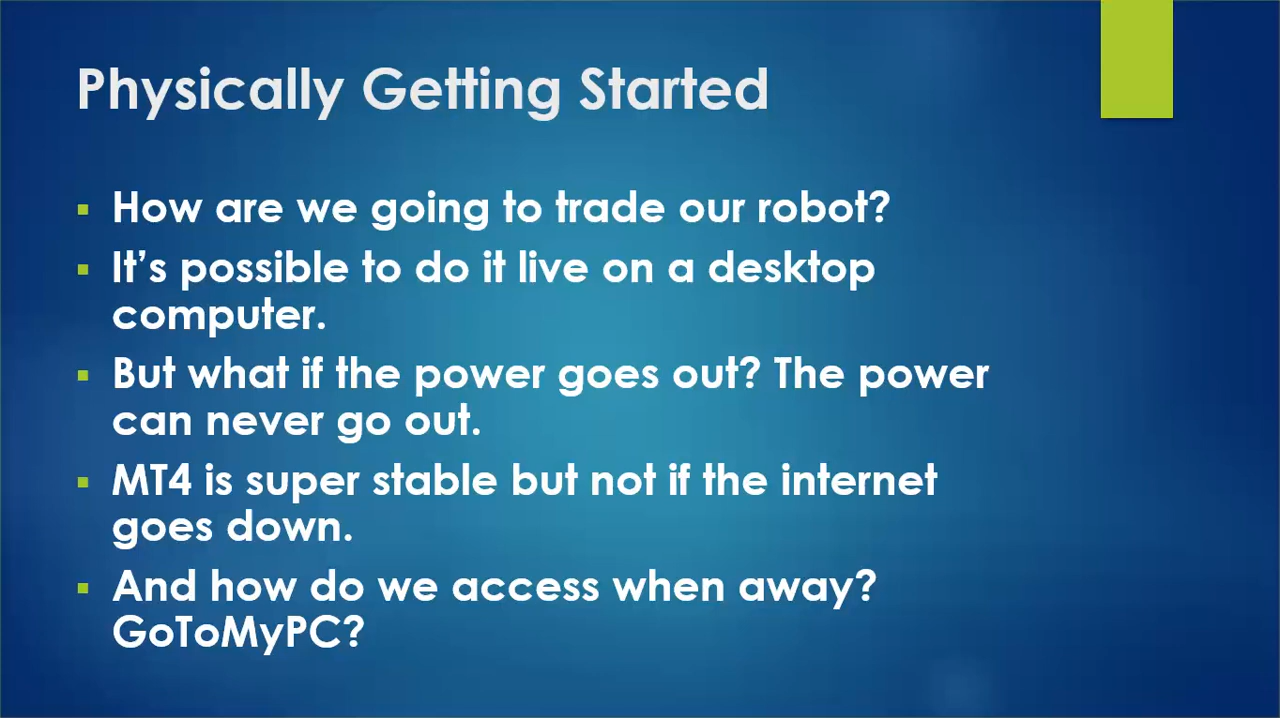 Physically Getting Started
How are we going to trade our robot?
It’s possible to do it live on a desktop
computer.
But what if the power goes out? The power
can never go out.
MT4 is super stable but not if the internet
goes down.
And how do we access when away?
GoToMyPC?